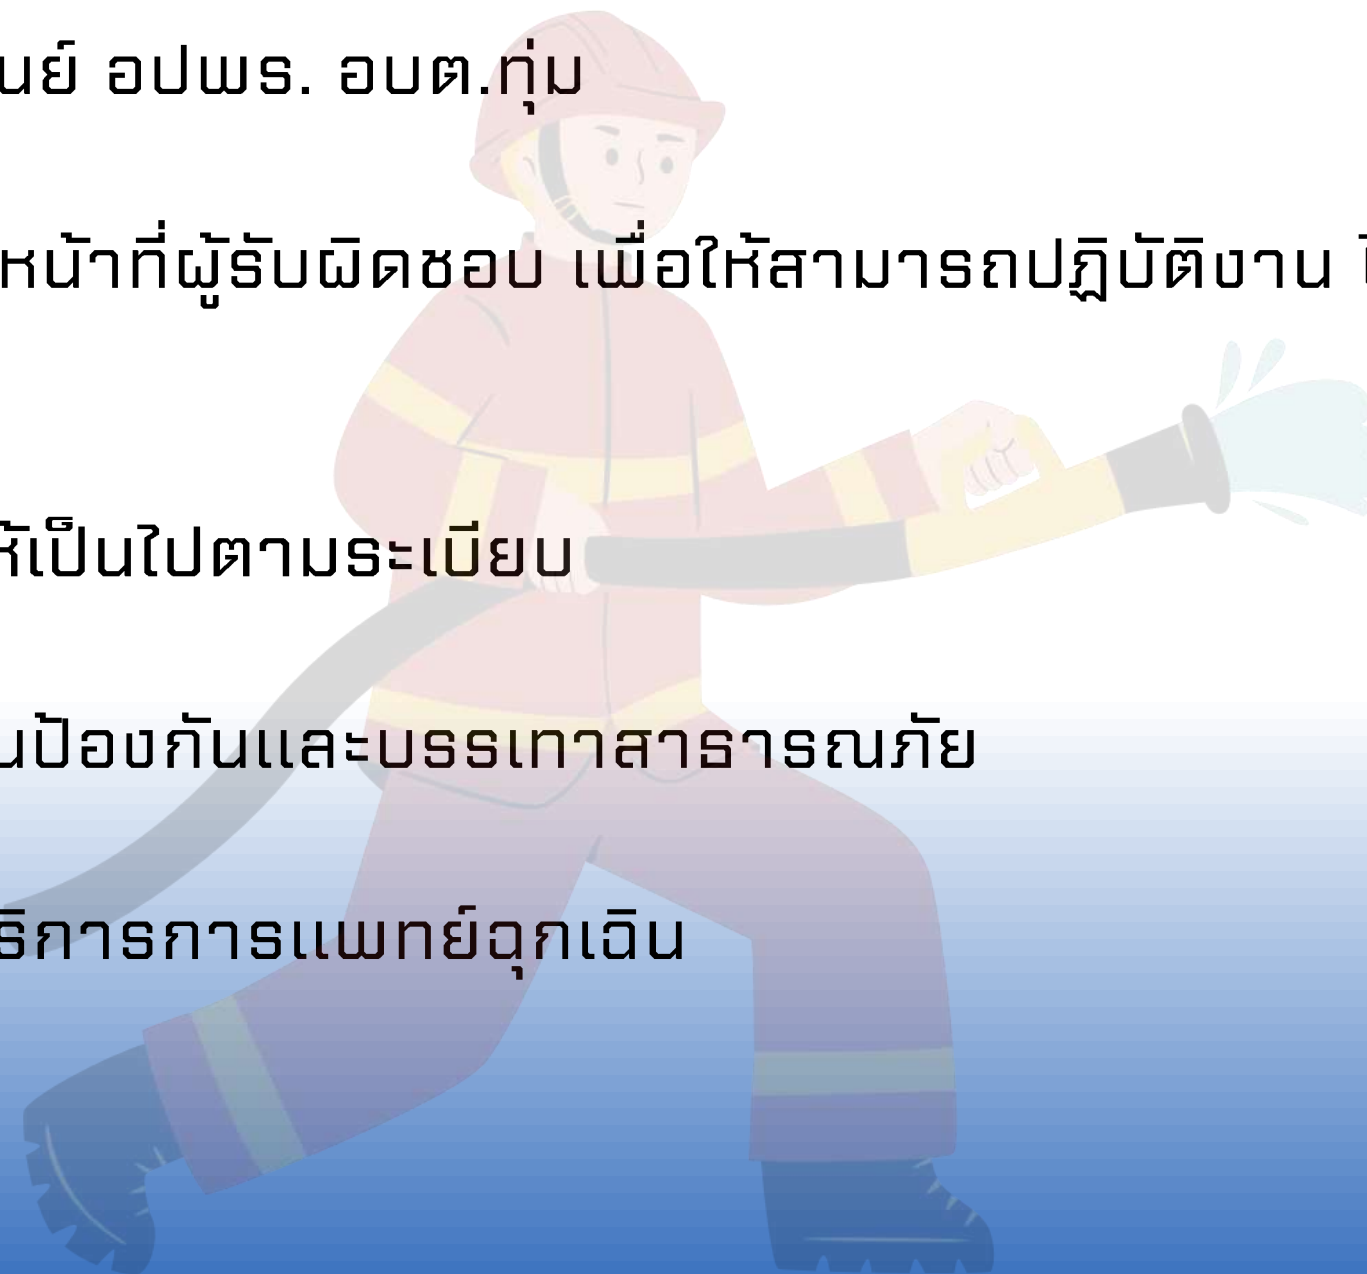 นย์ อปพร. อบต.ทุ่ม
หน้าที่ผู้รับผิดชอบ เพื่อให้สามารถปฏิบัติงาน
ห้เป็นไปตามระเบียบ
นป้องกันและบรรเทาสาธารณภัย
ริการการแพทย์ฉุกเฉิน